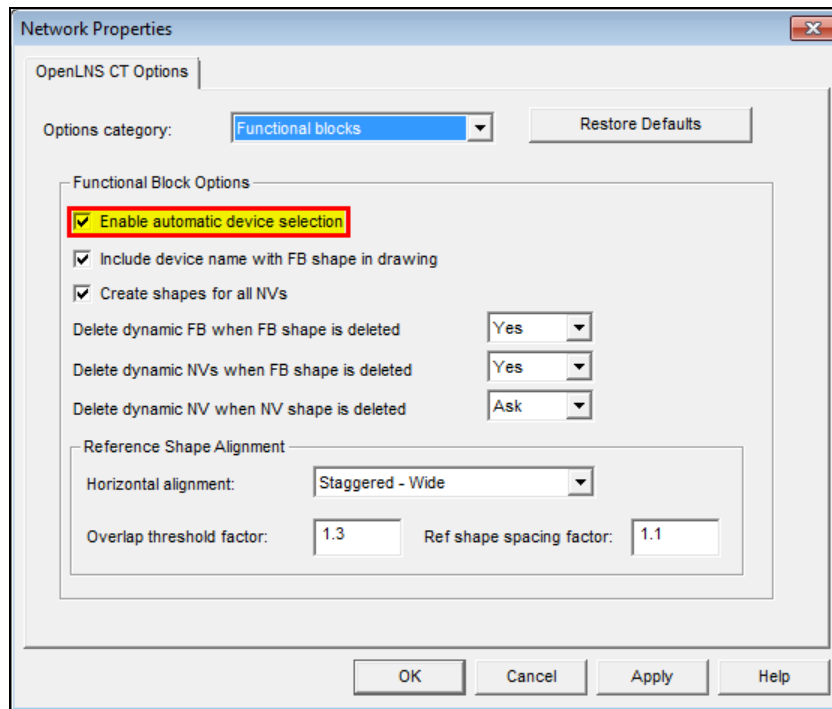 Network Properties
OpenLNS CT Options
Options category: Functional blocks Restore Defaults
Functional Block Options
Enable automatic device selection
Include device name with FB shape in drawing
Create shapes for all NVs
Delete dynamic FB when FB shape is deleted Yes
Delete dynamic NVs when FB shape is deleted Yes
Delete dynamic NV when NV shape is deleted Ask
Reference Shape Alignment
Horizontal alignment: Staggered - Wide
Overlap threshold factor: 1.3 Ref shape spacing factor: 1.1
OK Cancel Apply Help